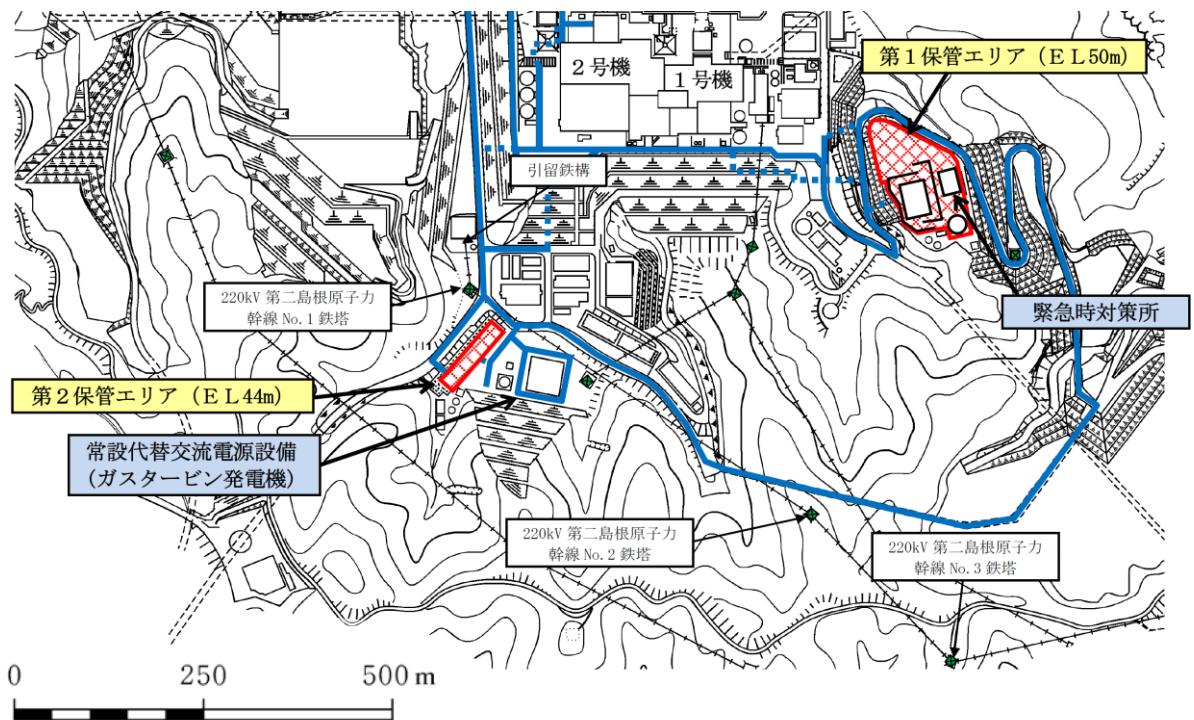 第１保管エリア（ＥＬ50m）
２号機
１号機
引留鉄構
220kV 第二島根原子力
幹線 No.1 鉄塔
緊急時対策所
第２保管エリア（ＥＬ44m）
常設代替交流電源設備
(ガスタービン発電機)
220kV 第二島根原子力
幹線 No.2 鉄塔
220kV 第二島根原子力
幹線 No.3 鉄塔
0 250 500 m